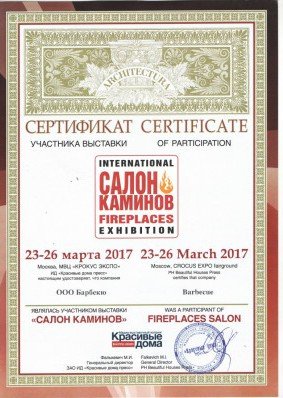 ARCHITECTURA
СЕРТИФИКАТ CERTIFICATE
УЧАСТНИКА ВЫСТАВКИ OF PARTICIPATION
INTERNATIONAL
САЛОН
КАМИНОВ
FIREPLACES
EXHIBITION
23-26 марта 2017 23-26 March 2017
Москва, МВЦ «КРОКУС ЭКСПО» Moscow, CROCUS EXPO fairground
ИД «Красивые дома пресс» PH Beautiful Houses Press
настоящим удостоверяет, что компания certifies that company
ООО Барбекю Barbecue
ЯВЛЯЛАСЬ УЧАСТНИКОМ ВЫСТАВКИ WAS A PARTICIPANT OF
«САЛОН КАМИНОВ» FIREPLACES SALON
Красивые
дома
Фалькевич М.И. Falkevich M.I.
Генеральный директор General Director
ЗАО ИД «Красивые дома пресс» PH Beautiful Houses Press